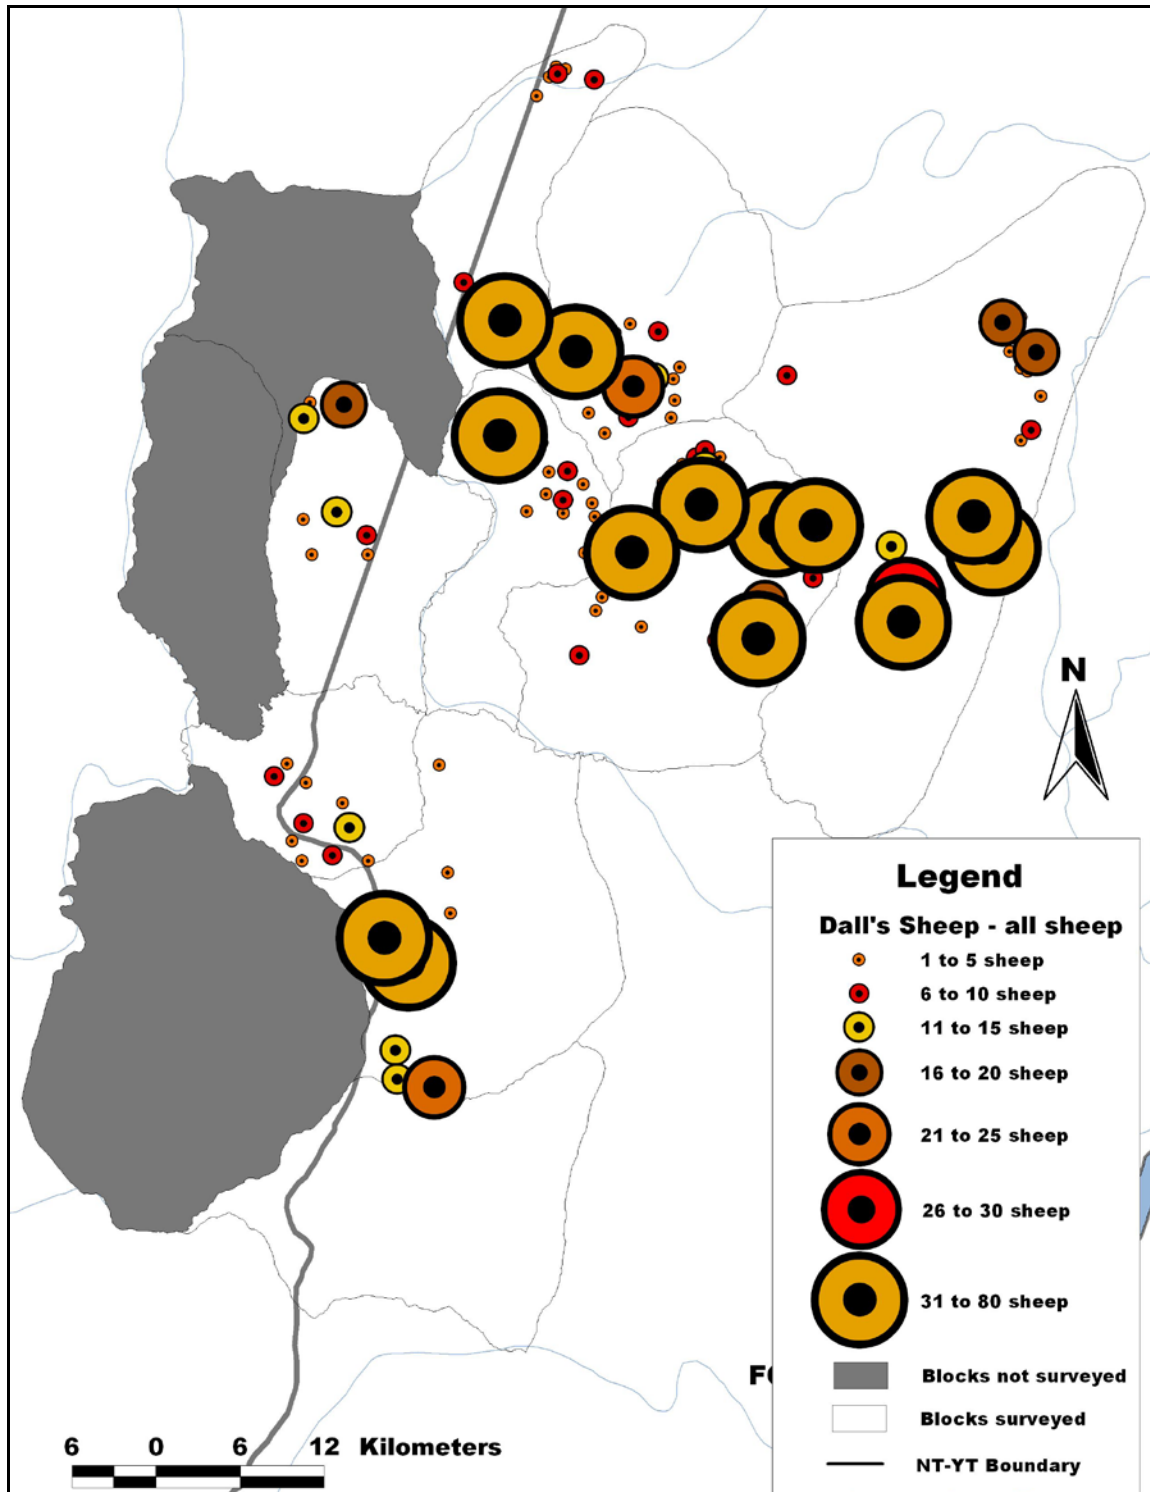 N
Legend
Dall's Sheep - all sheep
1 to 5 sheep
6 to 10 sheep
11 to 15 sheep
16 to 20 sheep
21 to 25 sheep
26 to 30 sheep
31 to 80 sheep
Blocks not surveyed
Blocks surveyed
NT-YT Boundary
6 0 6 12 Kilometers